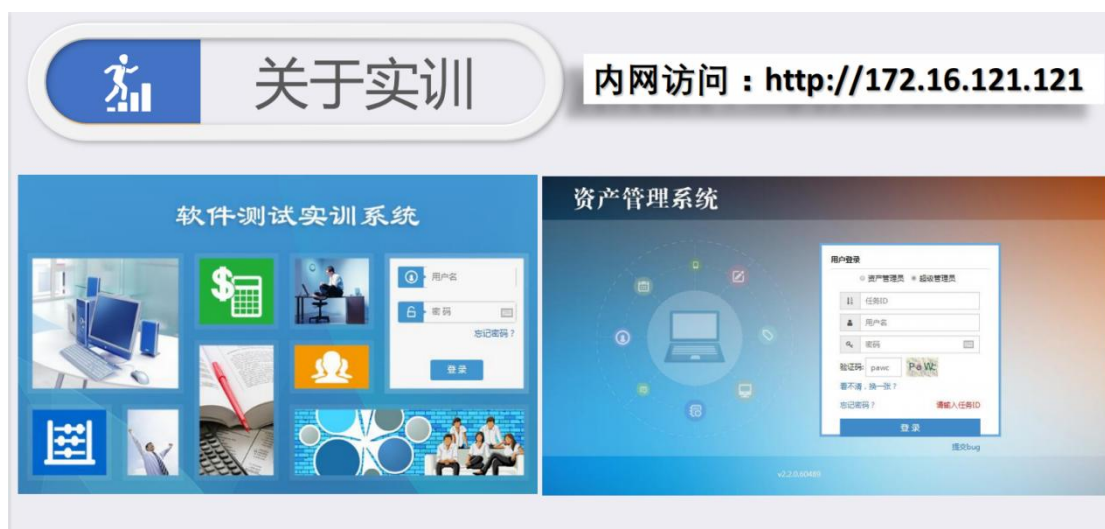 关于实训
内网访问：http://172.16.121.121
软件测试实训系统
用户名
密码
忘记密码？
登录
资产管理系统
用户登录
资产管理员 超级管理员
任务ID
用户名
密码
验证码: pawc PaWc
看不清，换一张？
忘记密码？ 请输入任务ID
登录
提交bug
v2.2.0.60485